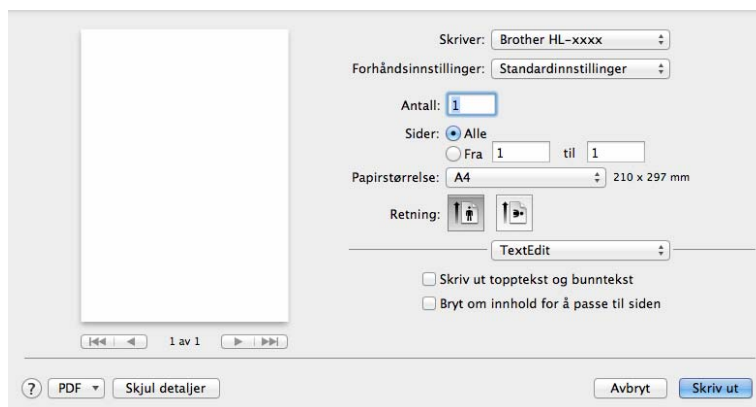 Skriver: Brother HL-xxxx
Forhåndsinnstillinger: Standardinnstillinger
Antall: 1
Sider: Alle
Fra 1 til 1
Papirstørrelse: A4 210 x 297 mm
Retning:
TextEdit
Skriv ut topptekst og bunntekst
Bryt om innhold for å passe til siden
1 av 1
? PDF Skjul detaljer Avbryt Skriv ut